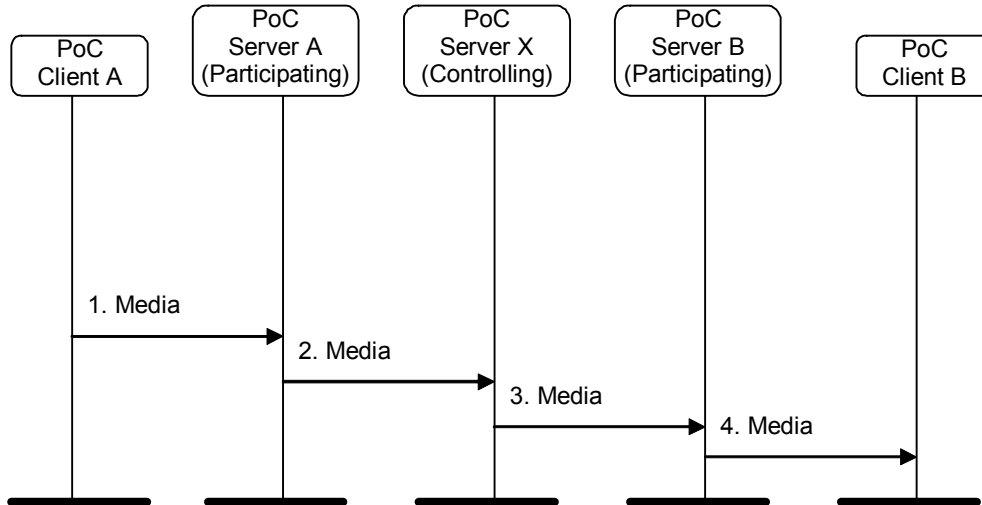 PoC
Client A
PoC
Server A
(Participating)
PoC
Server X
(Controlling)
PoC
Server B
(Participating)
PoC
Client B
1. Media
2. Media
3. Media
4. Media